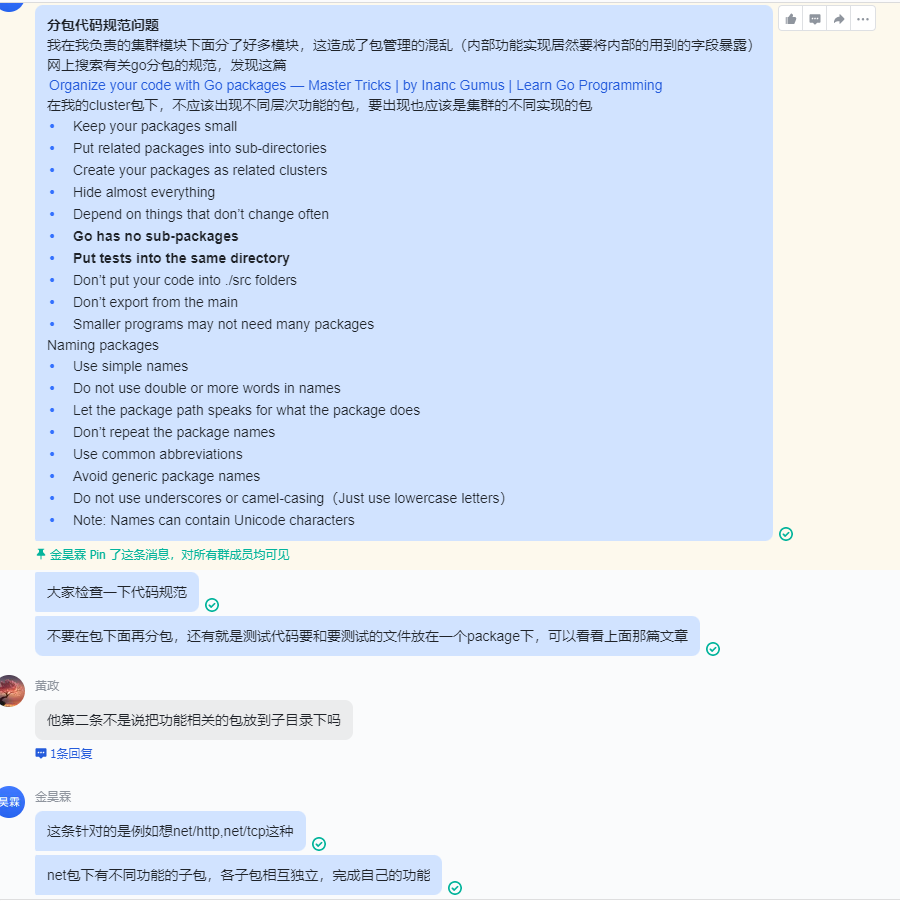 分包代码规范问题
我在我负责的集群模块下面分了好多模块，这造成了包管理的混乱（内部功能实现居然要将内部的用到的字段暴露）
网上搜索有关go分包的规范，发现这篇
Organize your code with Go packages — Master Tricks | by Inanc Gumus | Learn Go Programming
在我的cluster包下，不应该出现不同层次功能的包，要出现也应该是集群的不同实现的包
• Keep your packages small
• Put related packages into sub-directories
• Create your packages as related clusters
• Hide almost everything
• Depend on things that don’t change often
• Go has no sub-packages
• Put tests into the same directory
• Don’t put your code into ./src folders
• Don’t export from the main
• Smaller programs may not need many packages
Naming packages
• Use simple names
• Do not use double or more words in names
• Let the package path speaks for what the package does
• Don’t repeat the package names
• Use common abbreviations
• Avoid generic package names
• Do not use underscores or camel-casing（Just use lowercase letters）
• Note: Names can contain Unicode characters
金昊霖 Pin 了这条消息，对所有群成员均可见
大家检查一下代码规范
不要在包下面再分包，还有就是测试代码要和要测试的文件放在一个package下，可以看看上面那篇文章
黄政
他第二条不是说把功能相关的包放到子目录下吗
1条回复
昊霖
金昊霖
这条针对的是例如想net/http,net/tcp这种
net包下有不同功能的子包，各子包相互独立，完成自己的功能